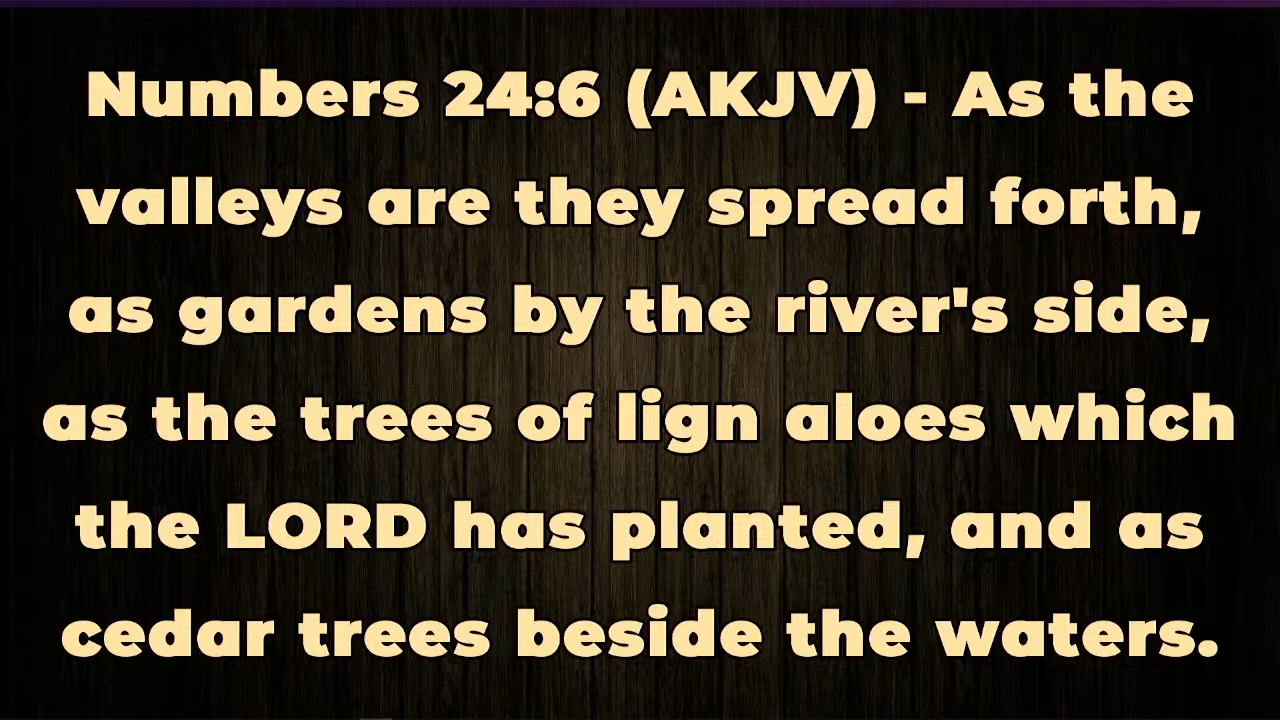 Numbers 24:6 (AKJV) - As the
valleys are they spread forth,
as gardens by the river's side,
as the trees of lign aloes which
the LORD has planted, and as
cedar trees beside the waters.